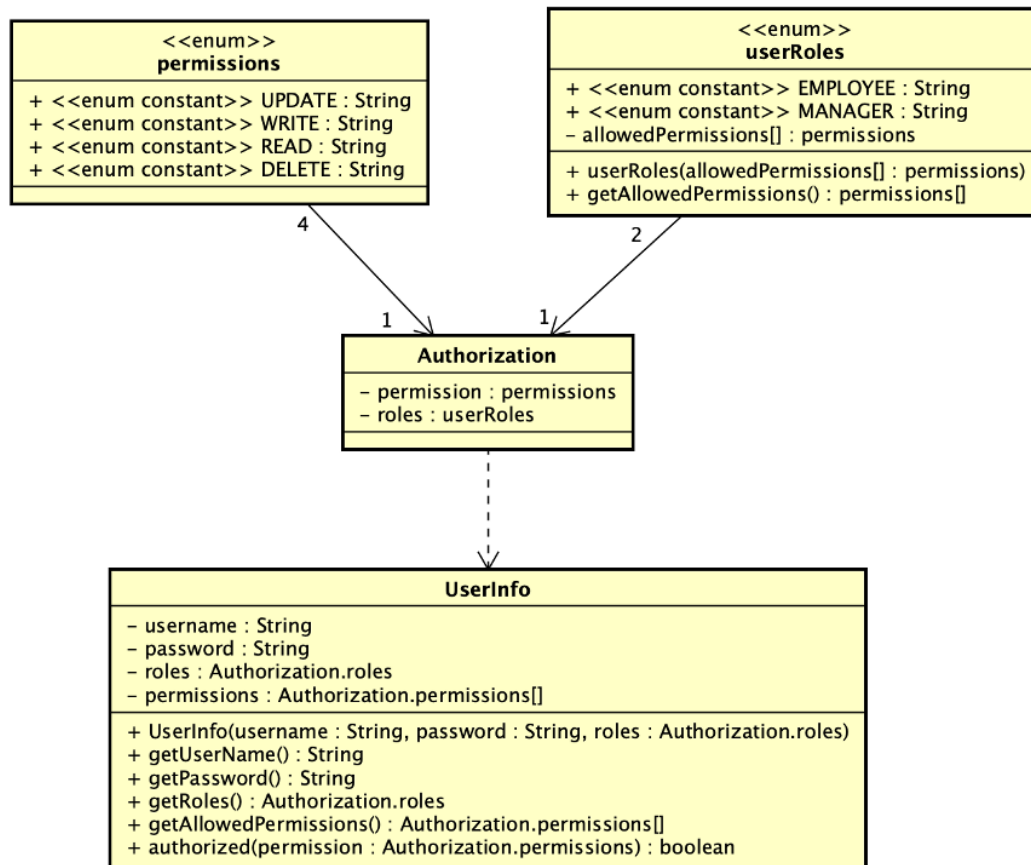 <<enum>>
permissions
+ <<enum constant>> UPDATE : String
+ <<enum constant>> WRITE : String
+ <<enum constant>> READ : String
+ <<enum constant>> DELETE : String
<<enum>>
userRoles
+ <<enum constant>> EMPLOYEE : String
+ <<enum constant>> MANAGER : String
- allowedPermissions[] : permissions
+ userRoles(allowedPermissions[] : permissions)
+ getAllowedPermissions() : permissions[]
4
2
1
1
Authorization
- permission : permissions
- roles : userRoles
UserInfo
- username : String
- password : String
- roles : Authorization.roles
- permissions : Authorization.permissions[]
+ UserInfo(username : String, password : String, roles : Authorization.roles)
+ getUserName() : String
+ getPassword() : String
+ getRoles() : Authorization.roles
+ getAllowedPermissions() : Authorization.permissions[]
+ authorized(permission : Authorization.permissions) : boolean